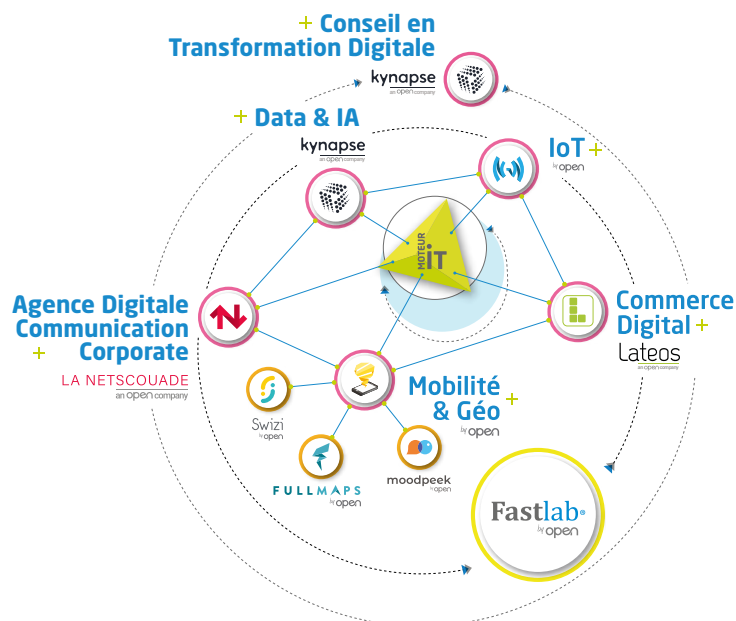 + Conseil en
Transformation Digitale
kynapse
an open company
+ Data & IA
kynapse
an open company
IoT +
by open
MOTEUR
iT
Agence Digitale
Communication
+ Corporate
LA NETSCOUADE
an open company
Commerce
Digital +
Lateos
an open company
Mobilité +
& Géo
by open
Swizi
by open
FULLMAPS
by open
moodpeek
by open
Fastlab®
by open